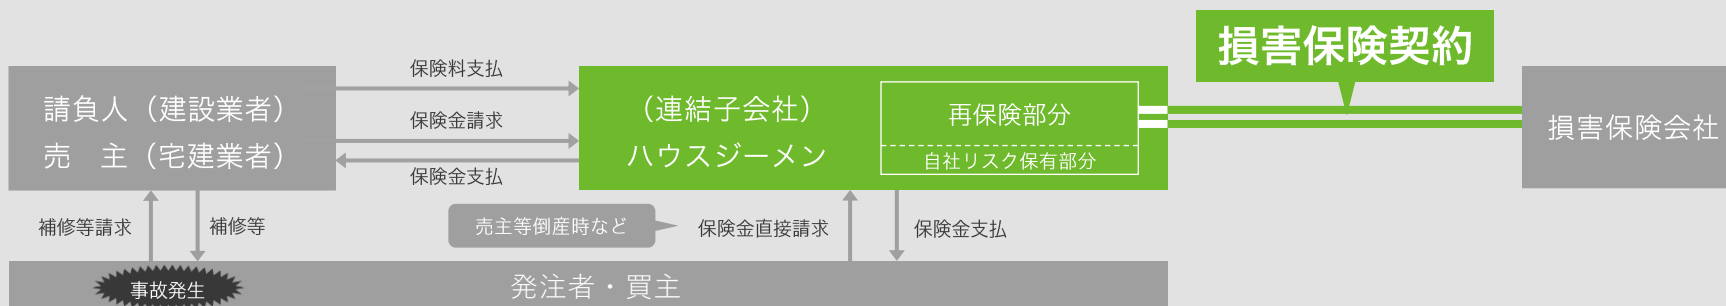 損害保険契約
保険料支払
請負人（建設業者）
売　主（宅建業者）
保険金請求
保険金支払
（連結子会社）
ハウスジーメン
再保険部分
自社リスク保有部分
損害保険会社
補修等請求
補修等
売主等倒産時など
保険金直接請求
保険金支払
事故発生
発注者・買主